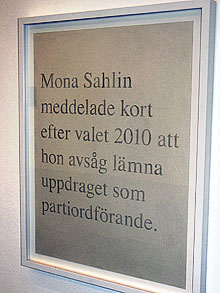 Mona Sahlin
meddelade kort
efter valet 2010 att
hon avsåg lämna
uppdraget som
partiordförande.